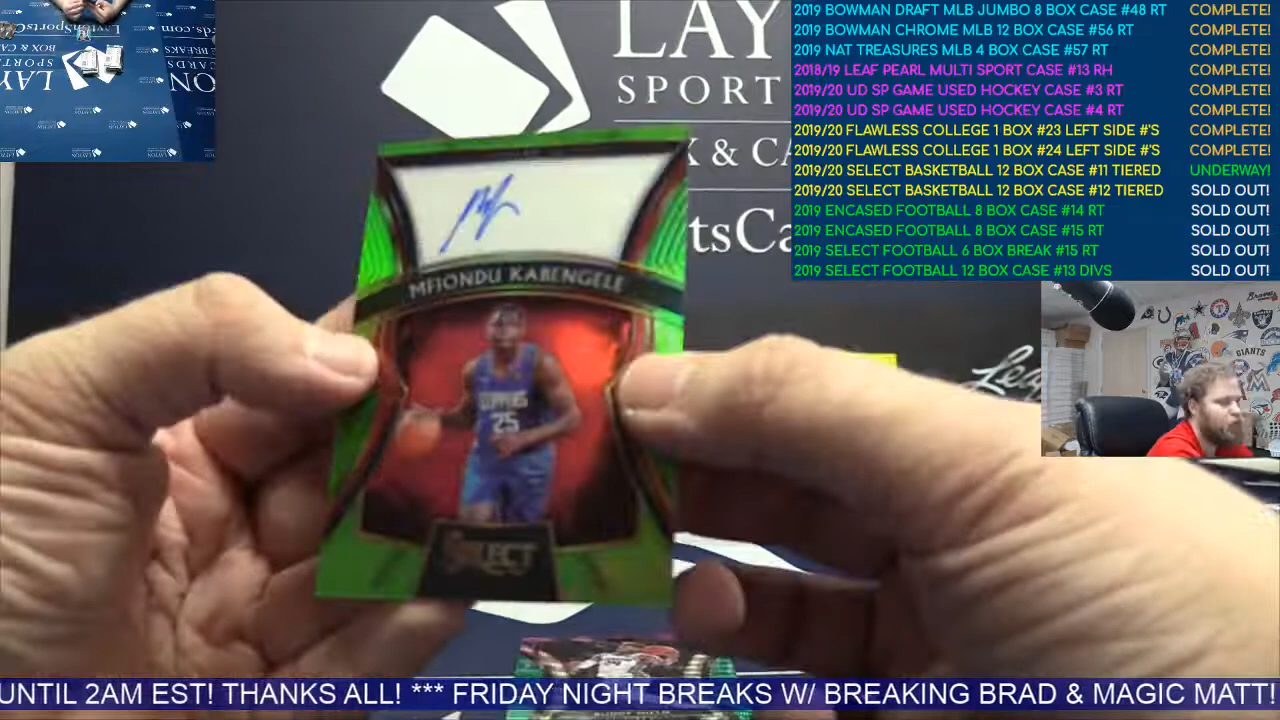 2019 BOWMAN DRAFT MLB JUMBO 8 BOX CASE #48 RT COMPLETE!
2019 BOWMAN CHROME MLB 12 BOX CASE #56 RT COMPLETE!
2019 NAT TREASURES MLB 4 BOX CASE #57 RT COMPLETE!
2018/19 LEAF PEARL MULTI SPORT CASE #13 RH COMPLETE!
2019/20 UD SP GAME USED HOCKEY CASE #3 RT COMPLETE!
2019/20 UD SP GAME USED HOCKEY CASE #4 RT COMPLETE!
2019/20 FLAWLESS COLLEGE 1 BOX #23 LEFT SIDE #'S COMPLETE!
2019/20 FLAWLESS COLLEGE 1 BOX #24 LEFT SIDE #'S COMPLETE!
2019/20 SELECT BASKETBALL 12 BOX CASE #11 TIERED UNDERWAY!
2019/20 SELECT BASKETBALL 12 BOX CASE #12 TIERED SOLD OUT!
2019 ENCASED FOOTBALL 8 BOX CASE #14 RT SOLD OUT!
2019 ENCASED FOOTBALL 8 BOX CASE #15 RT SOLD OUT!
2019 SELECT FOOTBALL 6 BOX BREAK #15 RT SOLD OUT!
2019 SELECT FOOTBALL 12 BOX CASE #13 DIVS SOLD OUT!
LAY
SPORT
X & CA
tsCa
MFIONDU KABENGELE
CLIPPERS
25
SELECT
Leaf
GIANTS
Braves
UNTIL 2AM EST! THANKS ALL! *** FRIDAY NIGHT BREAKS W/ BREAKING BRAD & MAGIC MATT!